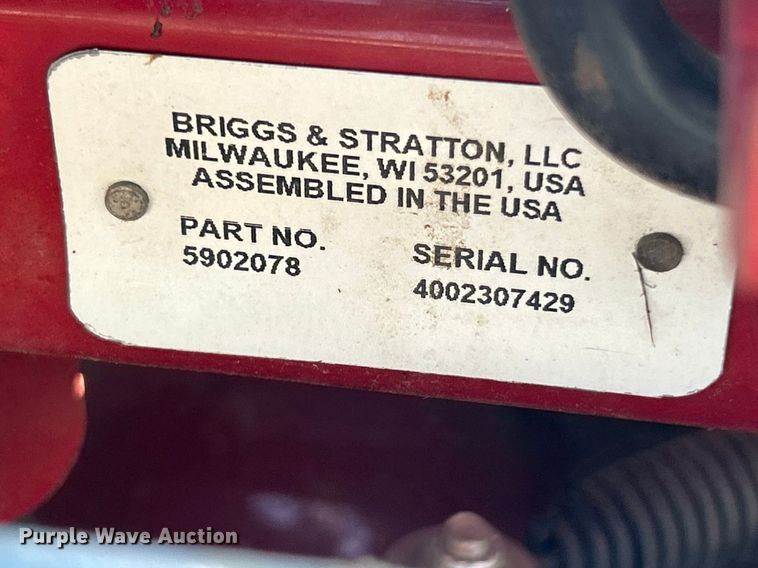 BRIGGS & STRATTON, LLC
MILWAUKEE, WI 53201, USA
ASSEMBLED IN THE USA
PART NO.
5902078
SERIAL NO.
4002307429
Purple Wave Auction®